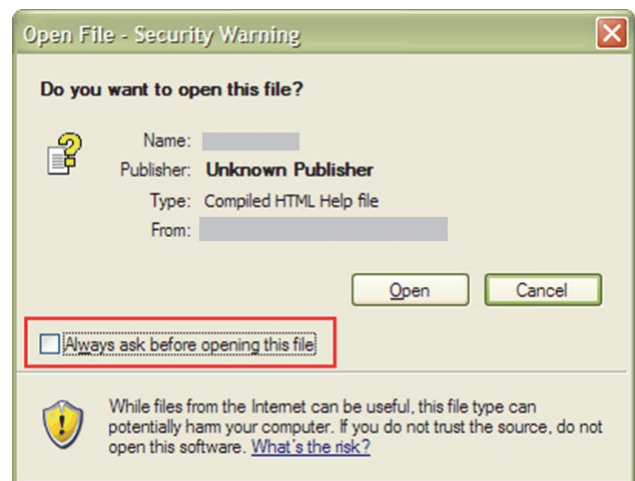 Open File - Security Warning
Do you want to open this file?
Name:
Publisher: Unknown Publisher
Type: Compiled HTML Help file
From:
Open Cancel
Always ask before opening this file
While files from the Internet can be useful, this file type can
potentially harm your computer. If you do not trust the source, do not
open this software. What's the risk?